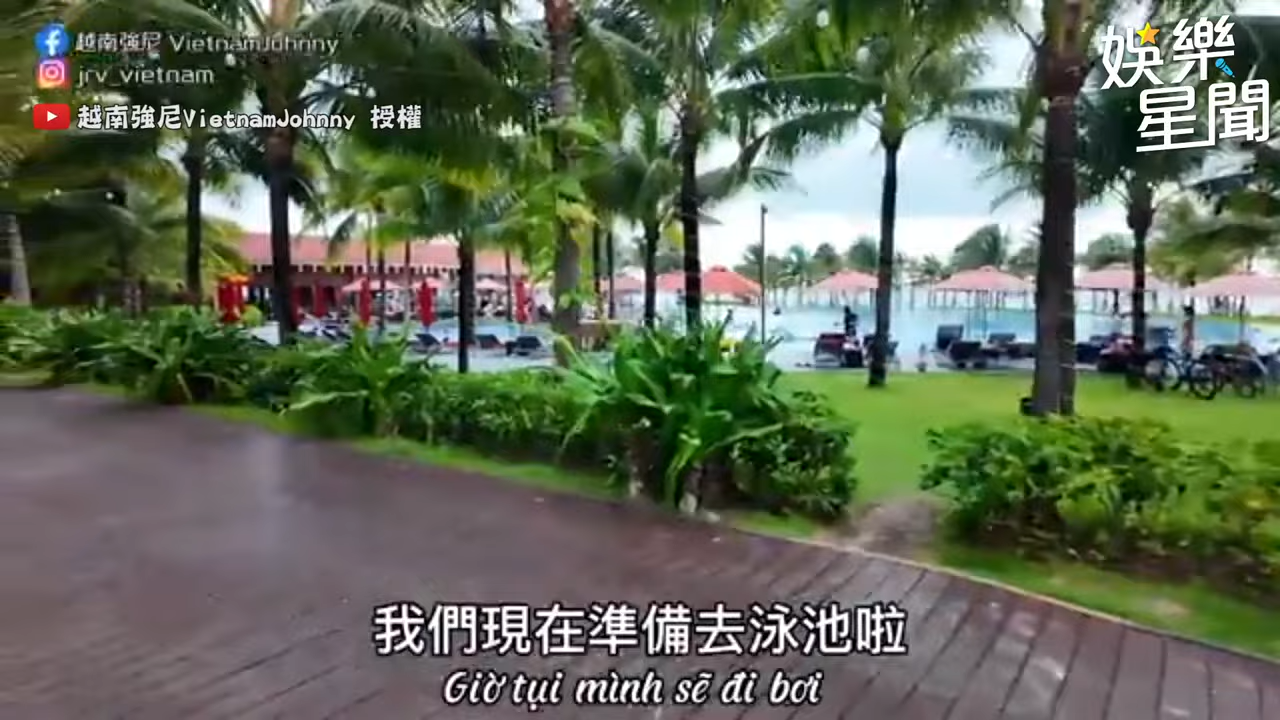 越南強尼 VietnamJohnny
jrv_vietnam
越南強尼VietnamJohnny 授權
娛樂
星聞
我們現在準備去泳池啦
Giờ tụi mình sẽ đi bơi